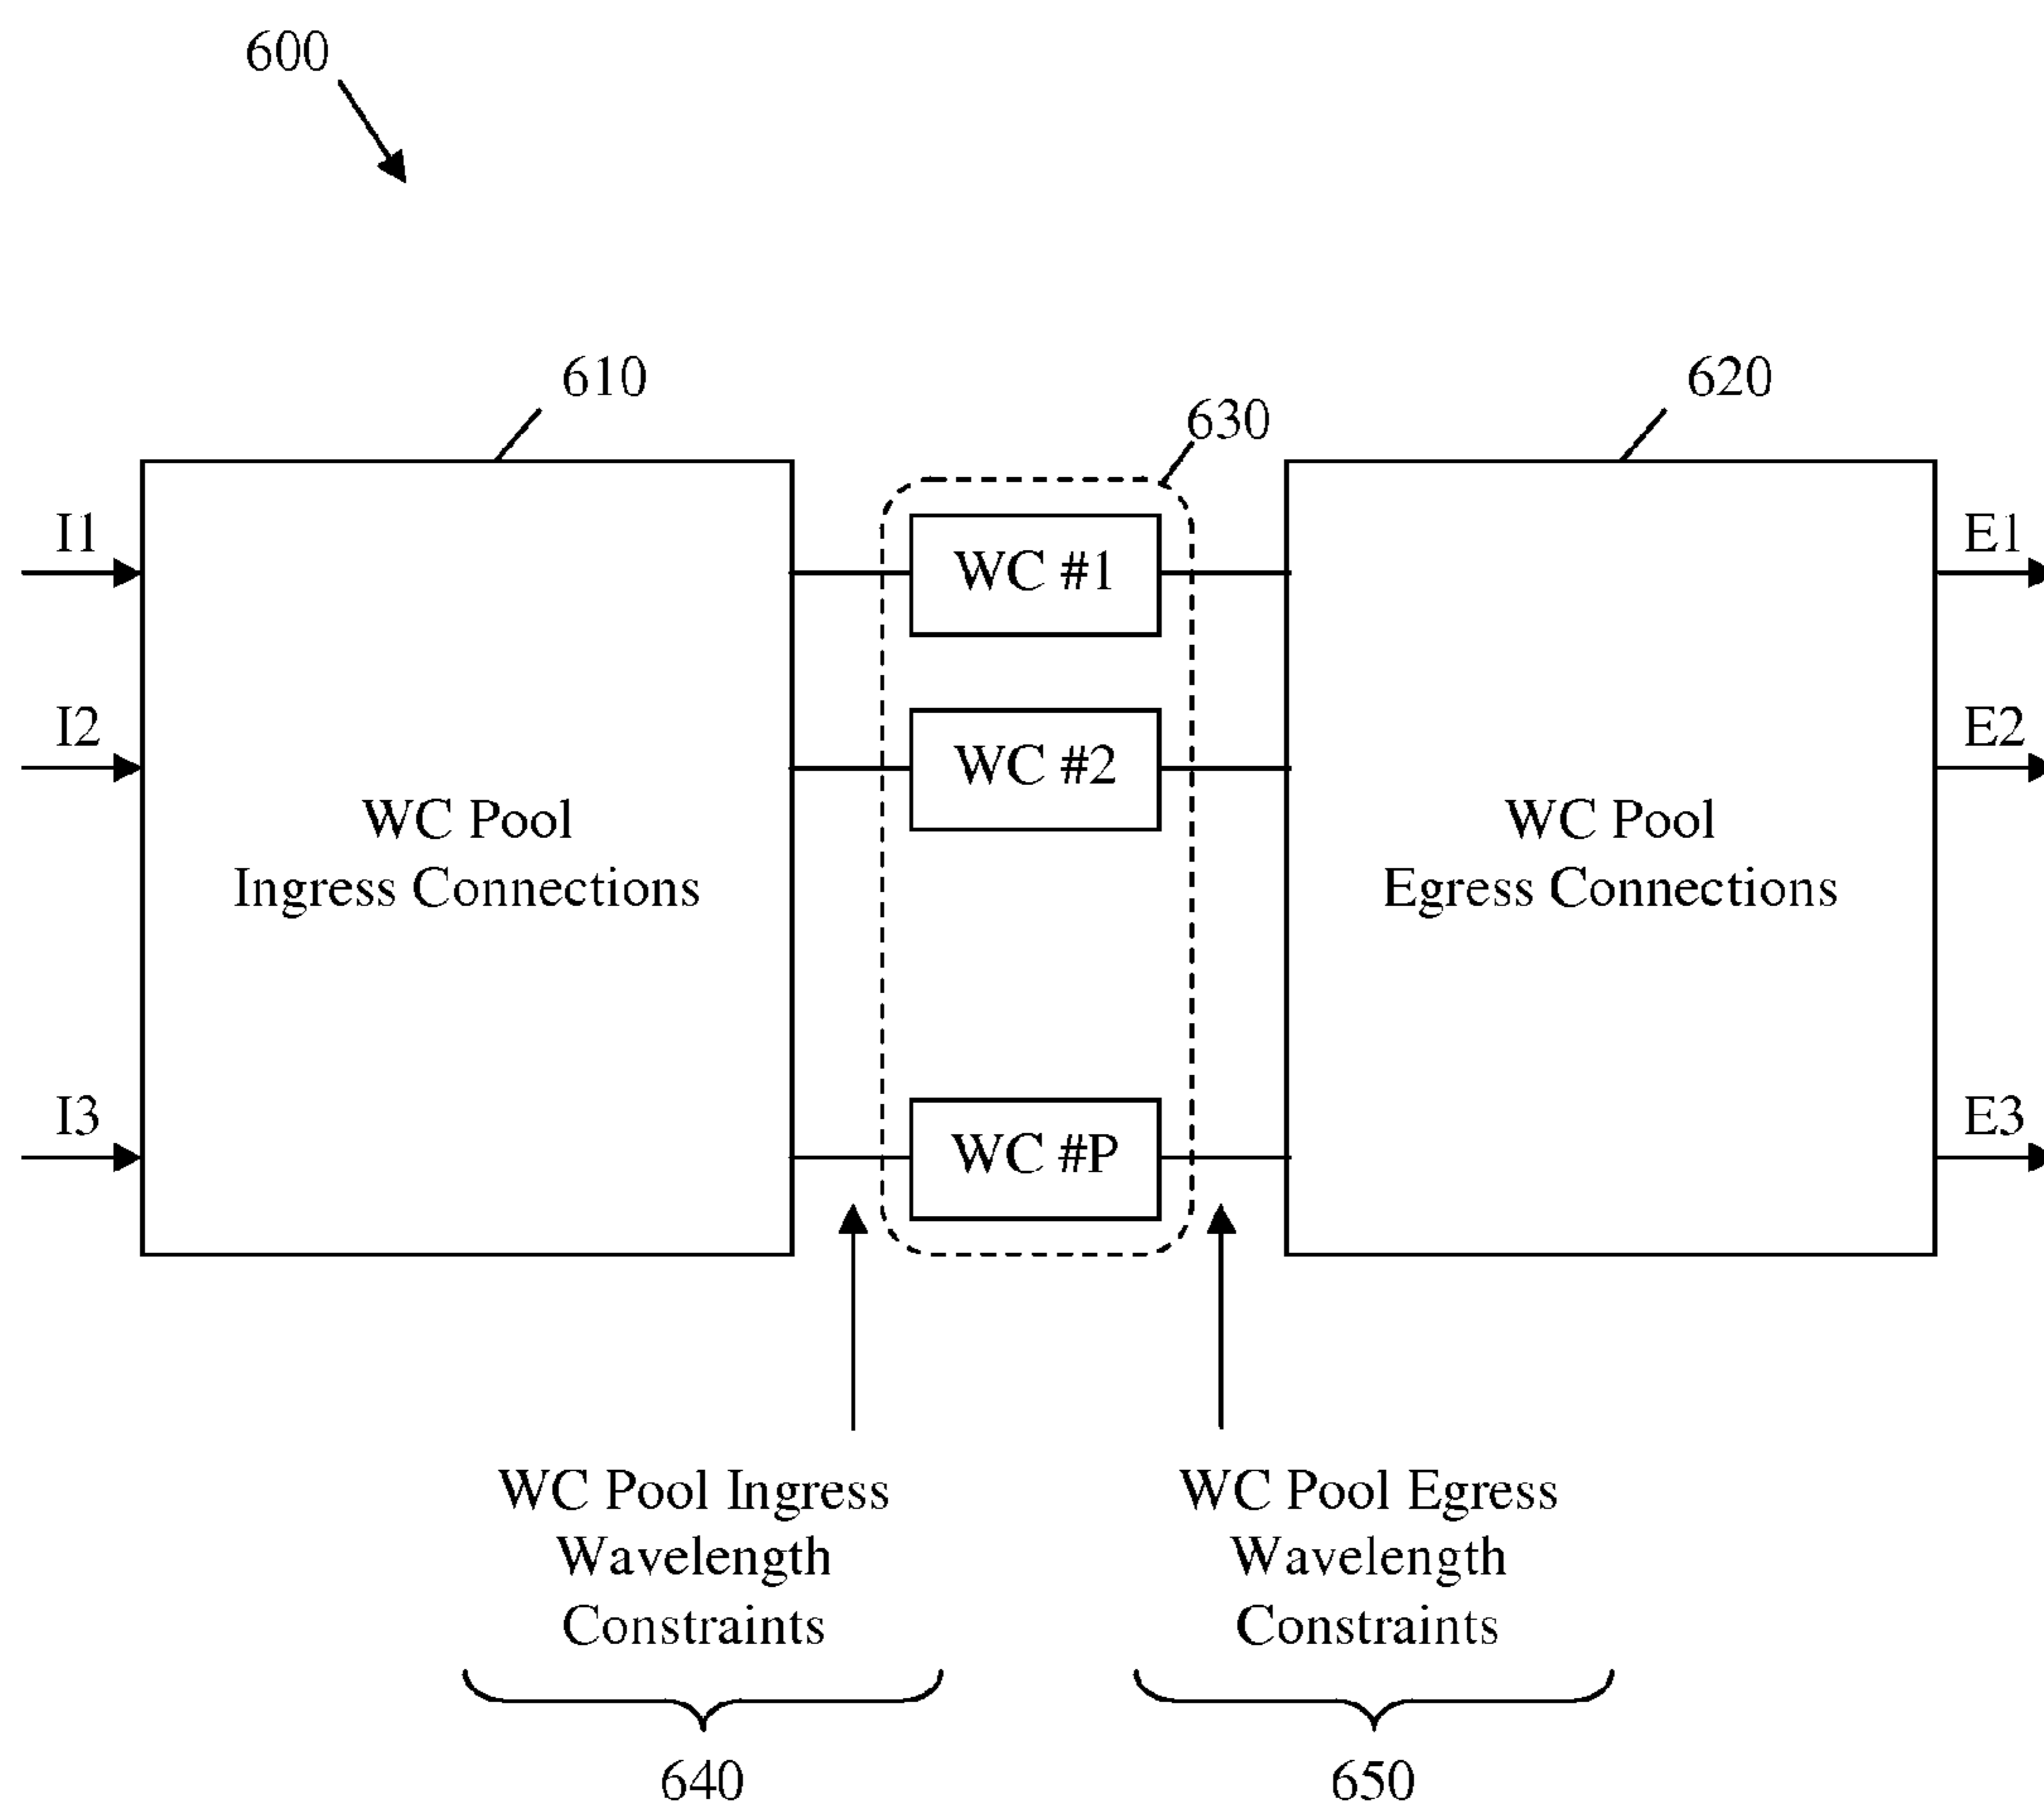 600
610
620
630
I1
WC #1
E1
I2
WC #2
E2
WC Pool
Ingress Connections
WC Pool
Egress Connections
I3
WC #P
E3
WC Pool Ingress
Wavelength
Constraints
WC Pool Egress
Wavelength
Constraints
640
650